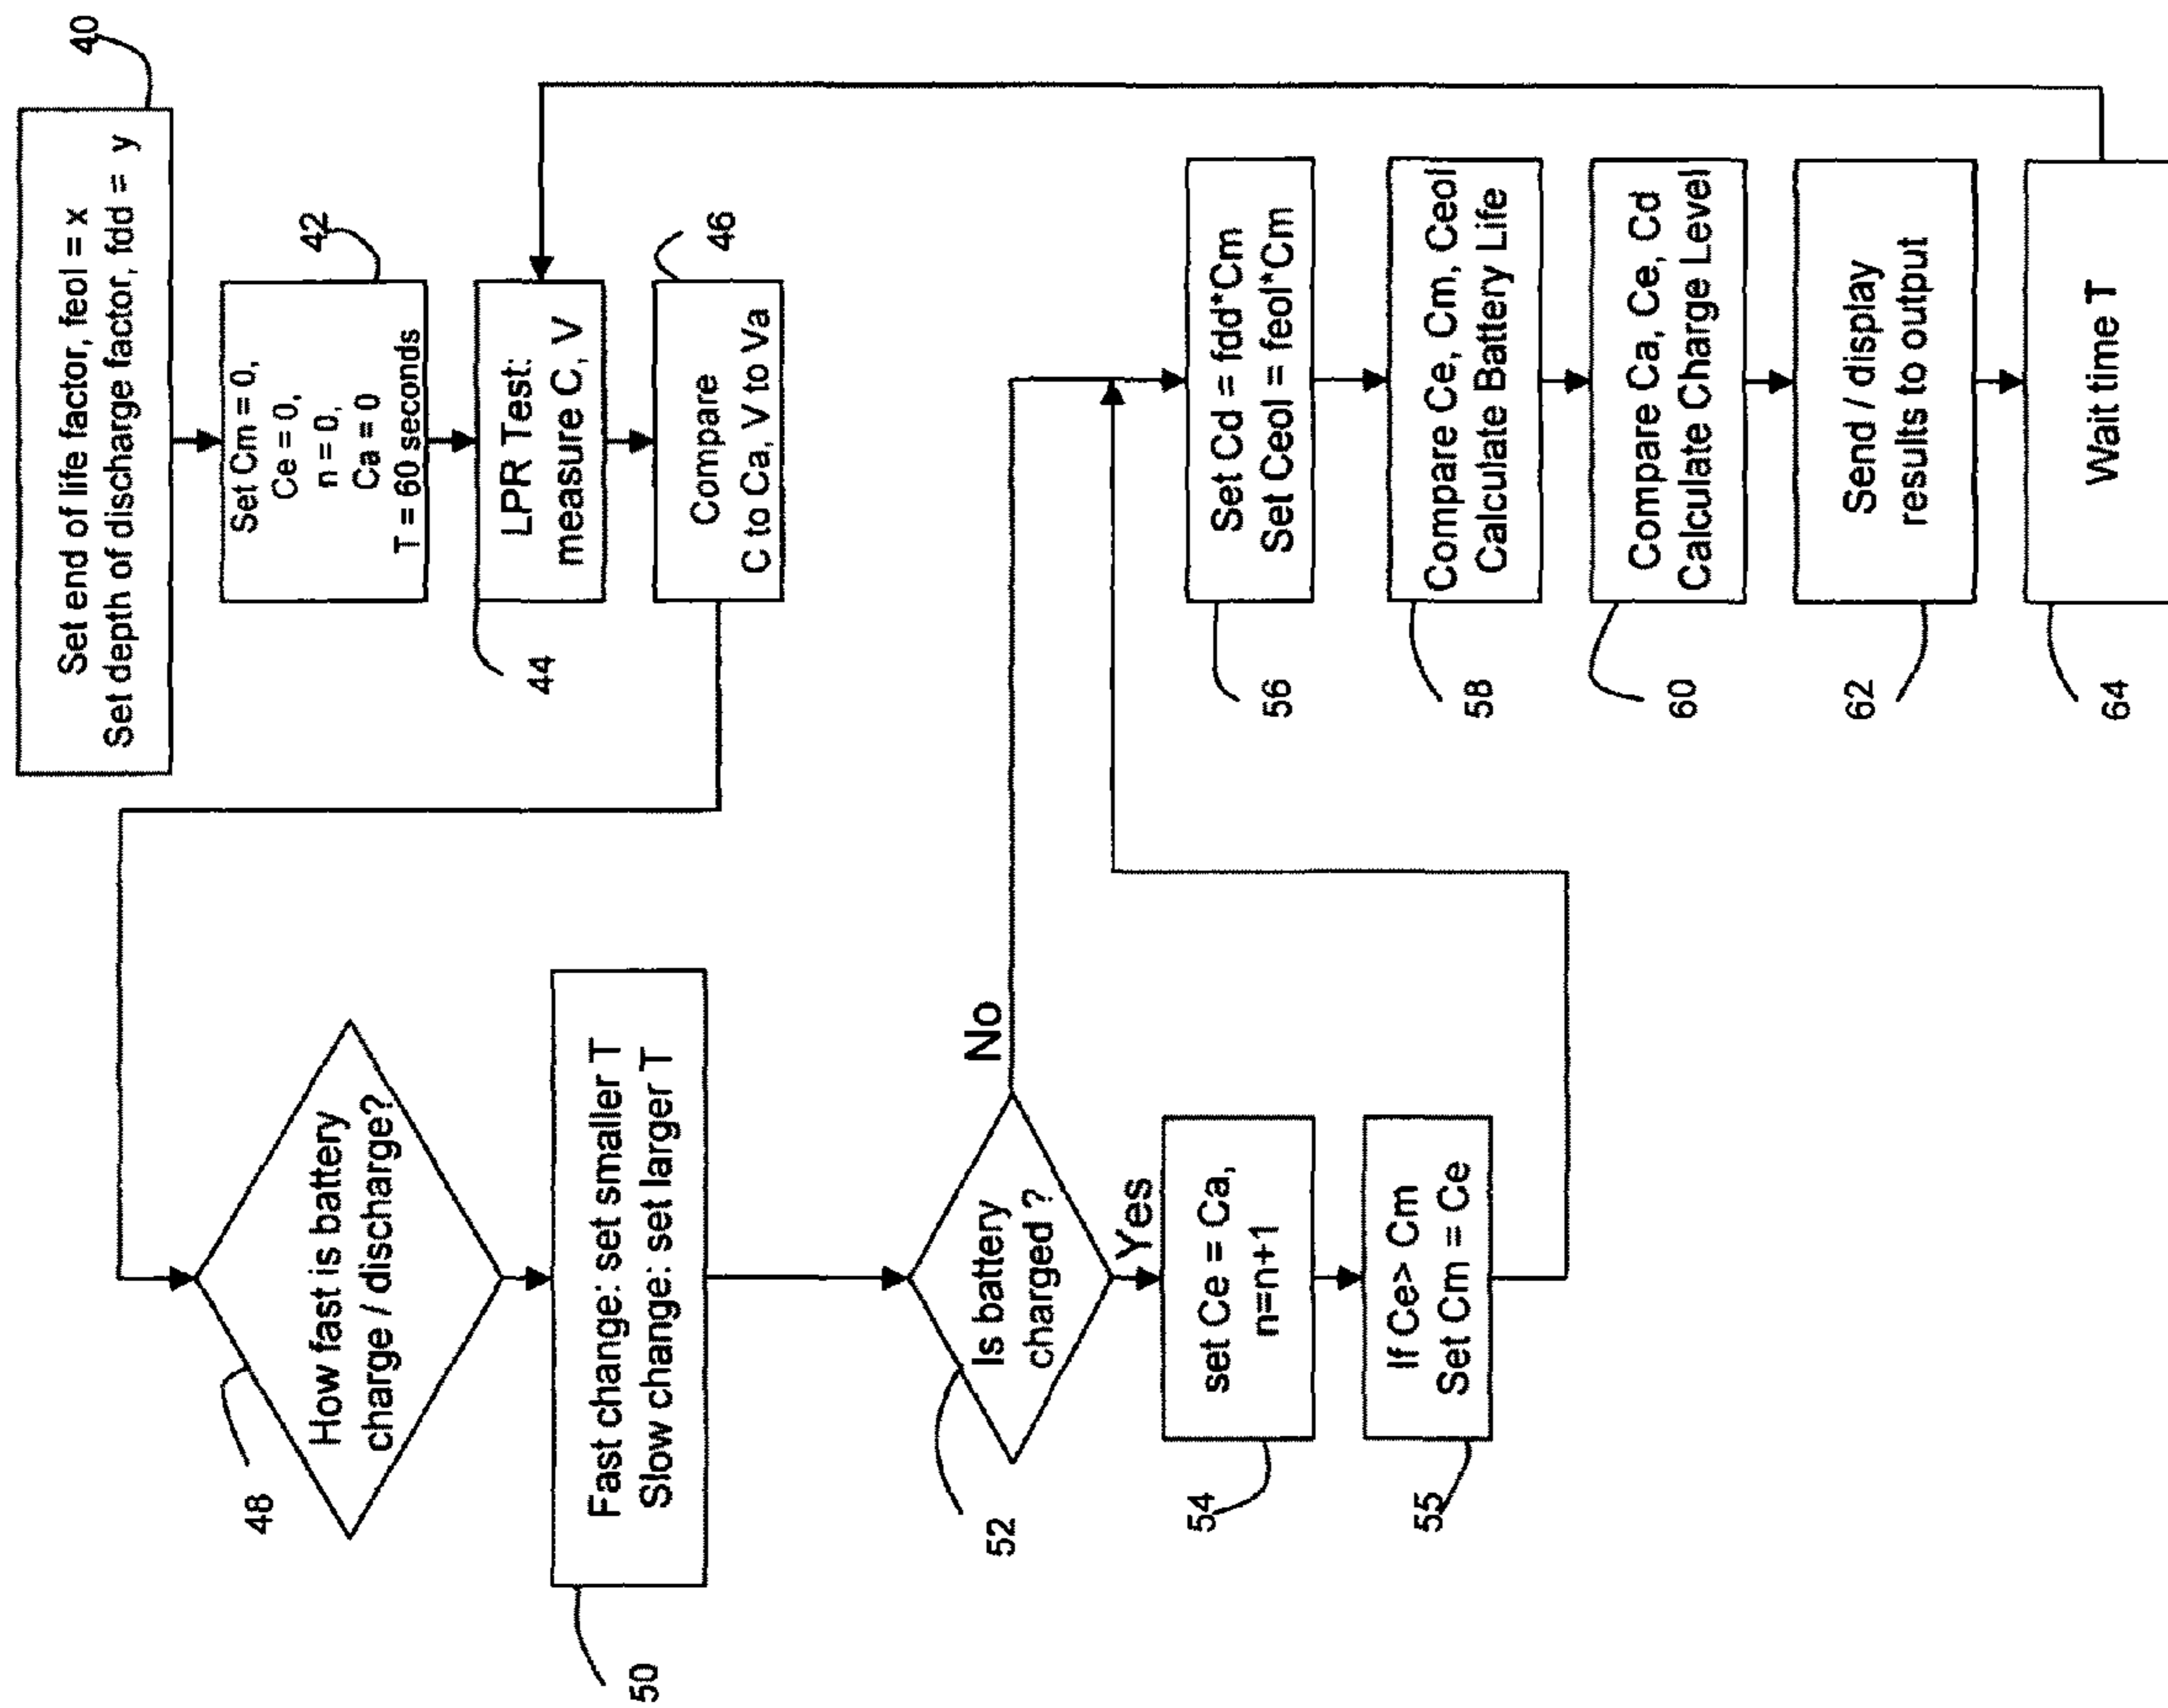 40
Set end of life factor, feol = x
Set depth of discharge factor, fdd = y
42
Set Cm = 0,
Ce = 0,
n = 0,
Ca = 0
T = 60 seconds
44
LPR Test:
measure C, V
46
Compare
C to Ca, V to Va
48
How fast is battery
charge / discharge?
50
Fast change: set smaller T
Slow change: set larger T
52
Is battery
charged ?
No
Yes
54
set Ce = Ca,
n=n+1
55
If Ce> Cm
Set Cm = Ce
56
Set Cd = fdd*Cm
Set Ceol = feol*Cm
58
Compare Ce, Cm, Ceol
Calculate Battery Life
60
Compare Ca, Ce, Cd
Calculate Charge Level
62
Send / display
results to output
64
Wait time T